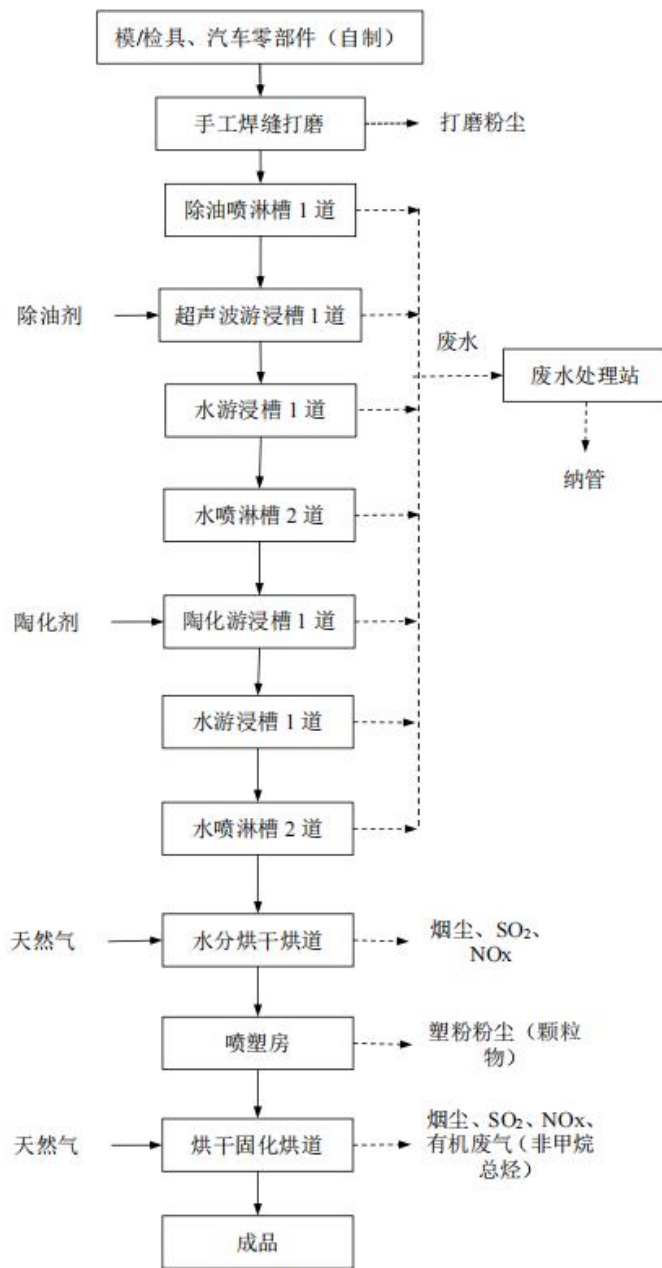 模/检具、汽车零部件（自制）
手工焊缝打磨
打磨粉尘
除油喷淋槽 1 道
除油剂
超声波游浸槽 1 道
废水
废水处理站
水游浸槽 1 道
纳管
水喷淋槽 2 道
陶化剂
陶化游浸槽 1 道
水游浸槽 1 道
水喷淋槽 2 道
天然气
水分烘干烘道
烟尘、SO₂、
NOx
喷塑房
塑粉粉尘（颗粒
物）
天然气
烘干固化烘道
烟尘、SO₂、NOx、
有机废气（非甲烷
总烃）
成品